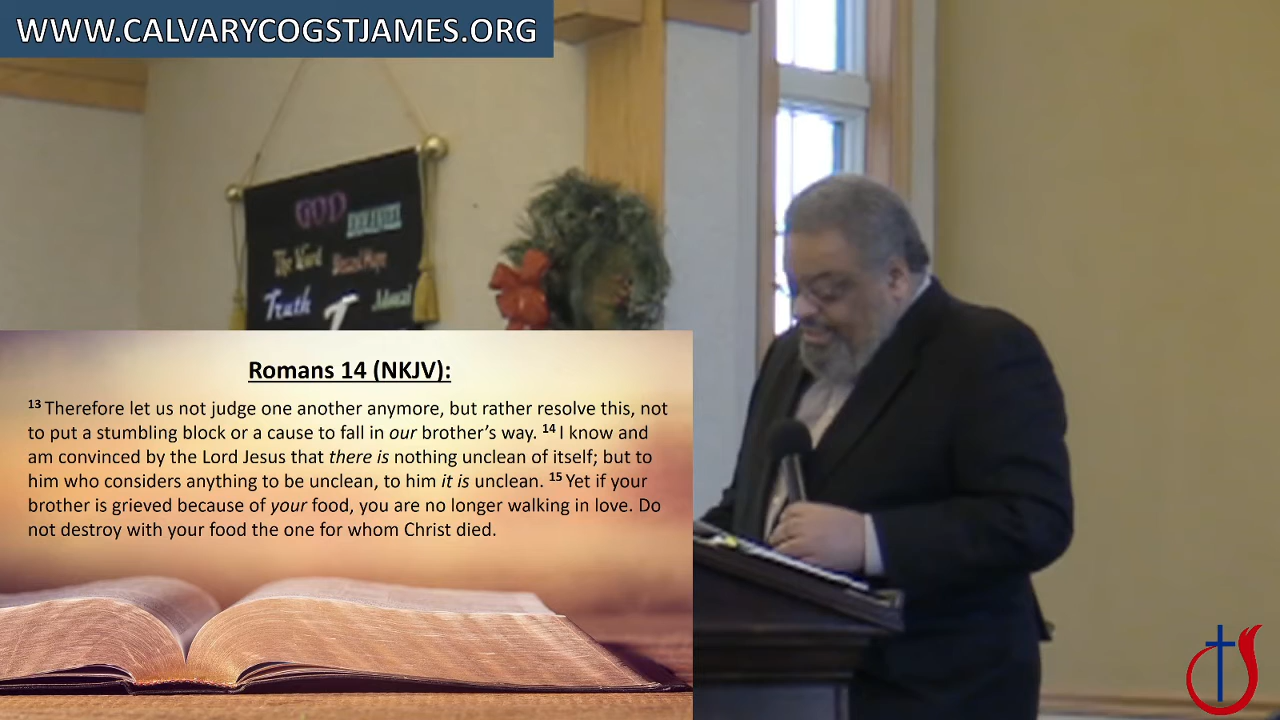 WWW.CALVARYCOGSTJAMES.ORG
GOD
The Word Blessed Hope
Truth
Romans 14 (NKJV):
13 Therefore let us not judge one another anymore, but rather resolve this, not
to put a stumbling block or a cause to fall in our brother’s way. 14 I know and
am convinced by the Lord Jesus that there is nothing unclean of itself; but to
him who considers anything to be unclean, to him it is unclean. 15 Yet if your
brother is grieved because of your food, you are no longer walking in love. Do
not destroy with your food the one for whom Christ died.